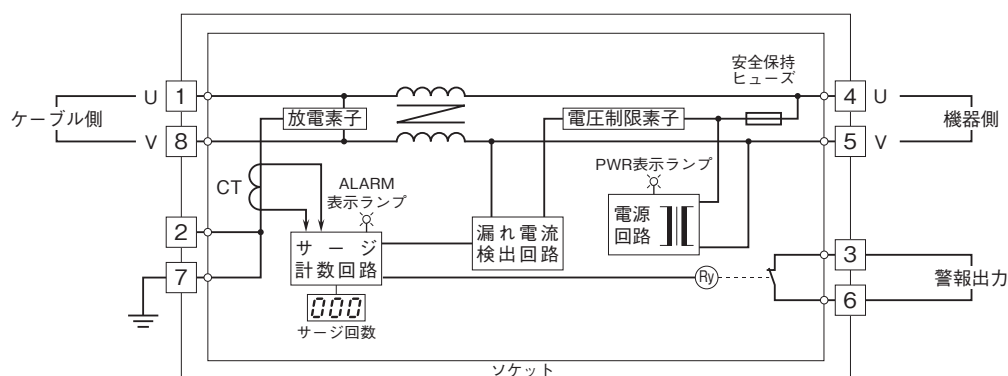 安全保持
ヒューズ
U 1
4 U
ケーブル側
放電素子
電圧制限素子
機器側
V 8
5 V
CT
ALARM
表示ランプ
PWR表示ランプ
電源
回路
2
サージ
計数回路
漏れ電流
検出回路
3
7
Ry
警報出力
6
000
サージ回数
ソケット